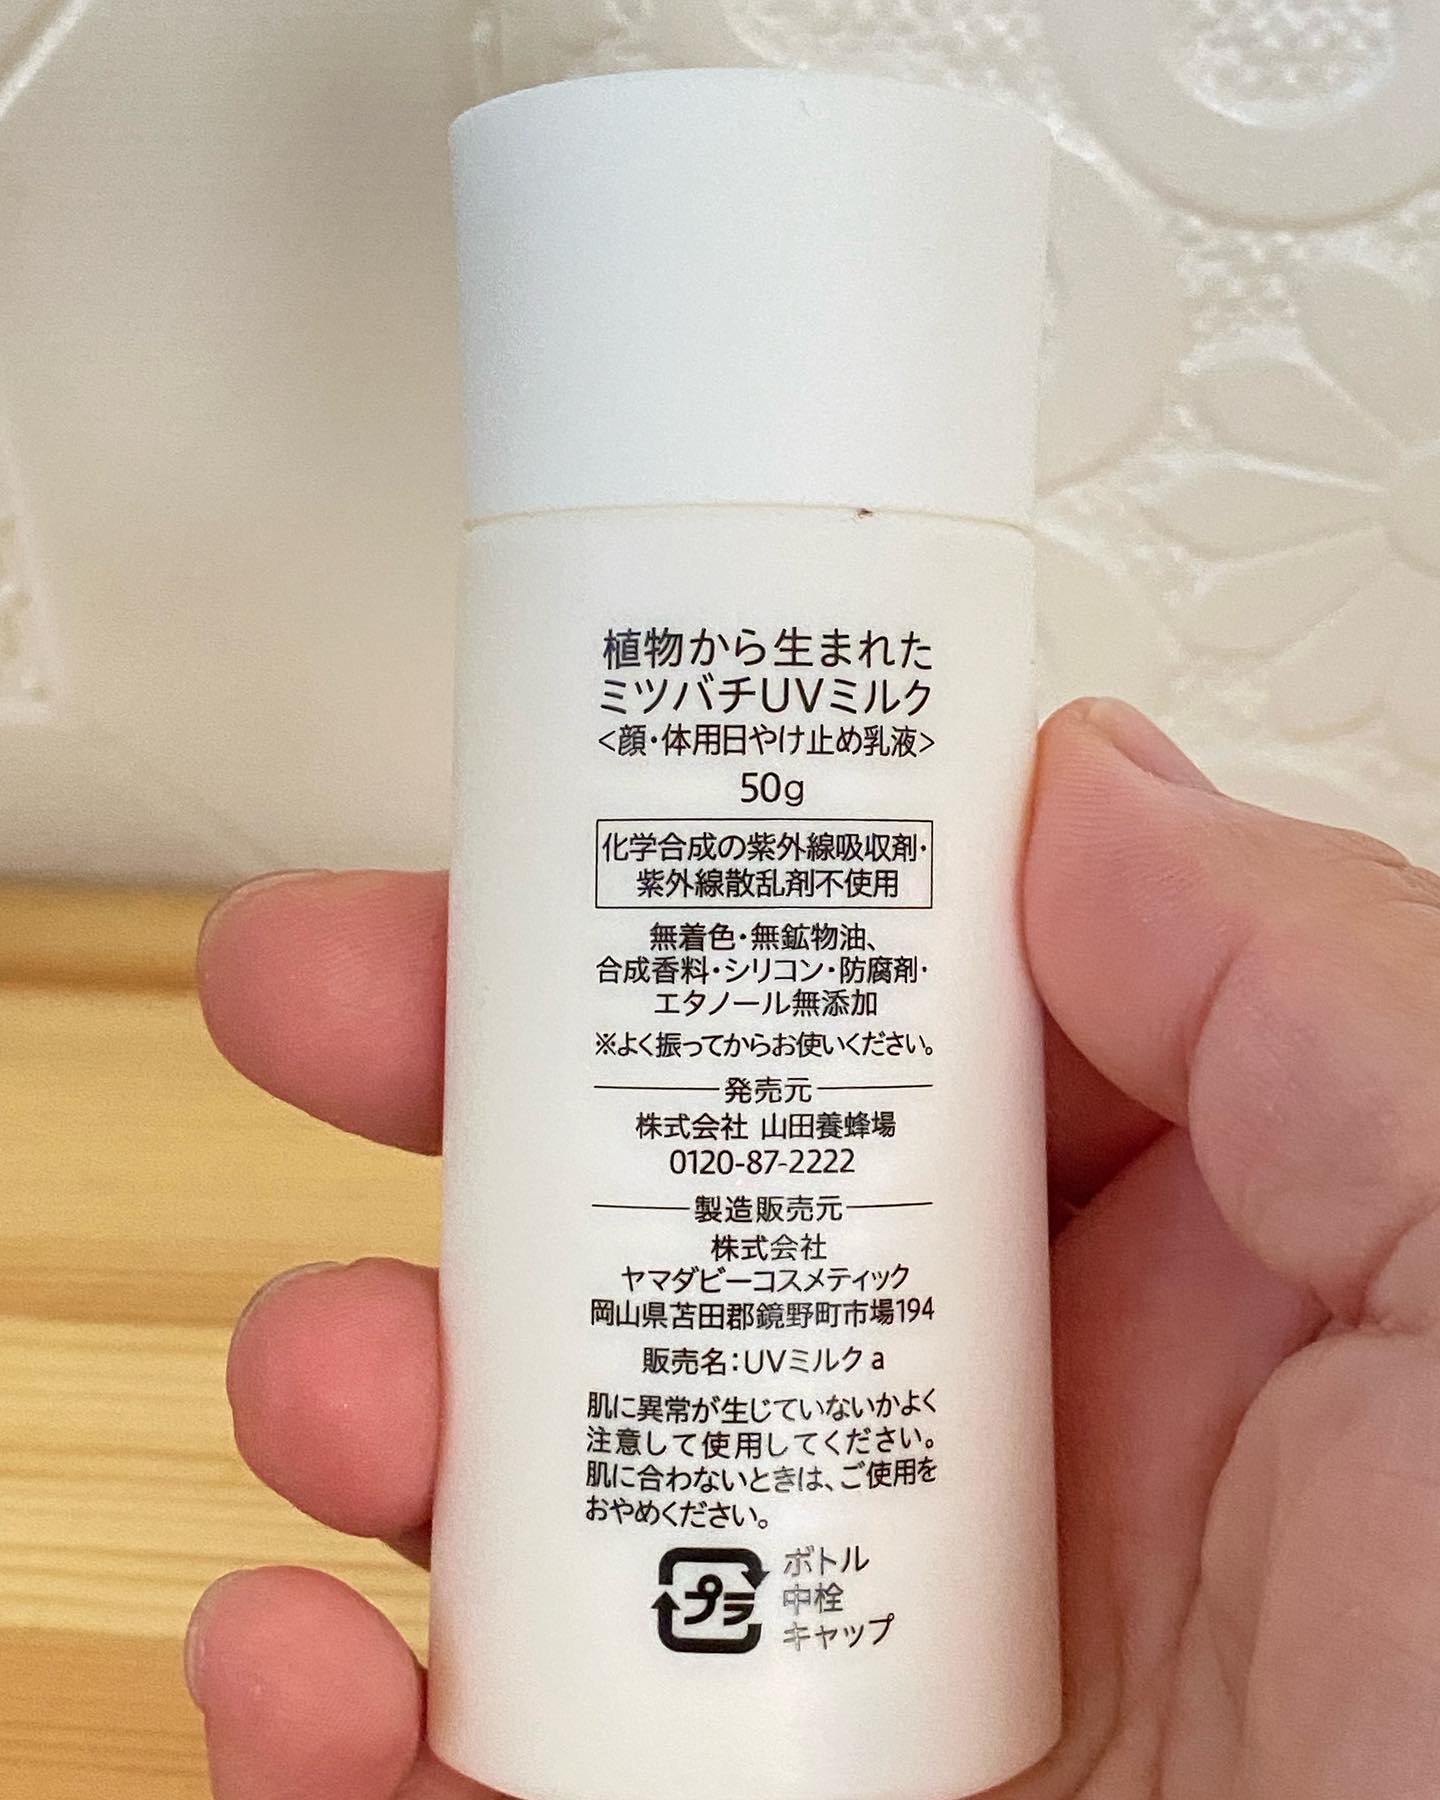 植物から生まれた
ミツバチUVミルク
<顔・体用日やけ止め乳液>
50g
化学合成の紫外線吸収剤・
紫外線散乱剤不使用
無着色・無鉱物油、
合成香料・シリコン・防腐剤・
エタノール無添加
※よく振ってからお使いください。
発売元
株式会社 山田養蜂場
0120-87-2222
製造販売元
株式会社
ヤマダビーコスメティック
岡山県苫田郡鏡野町市場194
販売名：UVミルクa
肌に異常が生じていないかよく
注意して使用してください。
肌に合わないときは、ご使用を
おやめください。
プラ
ボトル
中栓
キャップ